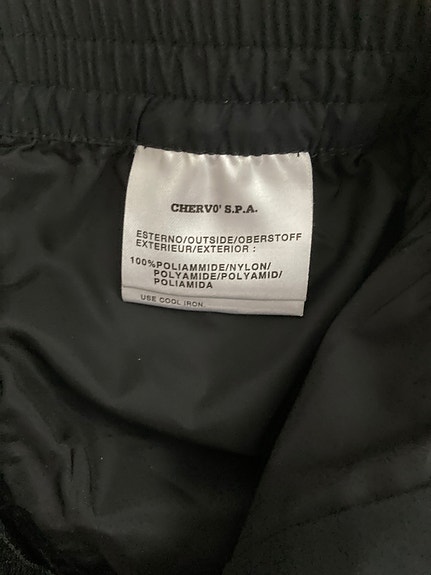 CHERVO' S.P.A.
ESTERNO/OUTSIDE/OBERSTOFF
EXTERIEUR/EXTERIOR :
100%POLIAMMIDE/NYLON/
POLYAMIDE/POLYAMID/
POLIAMIDA
USE COOL IRON.